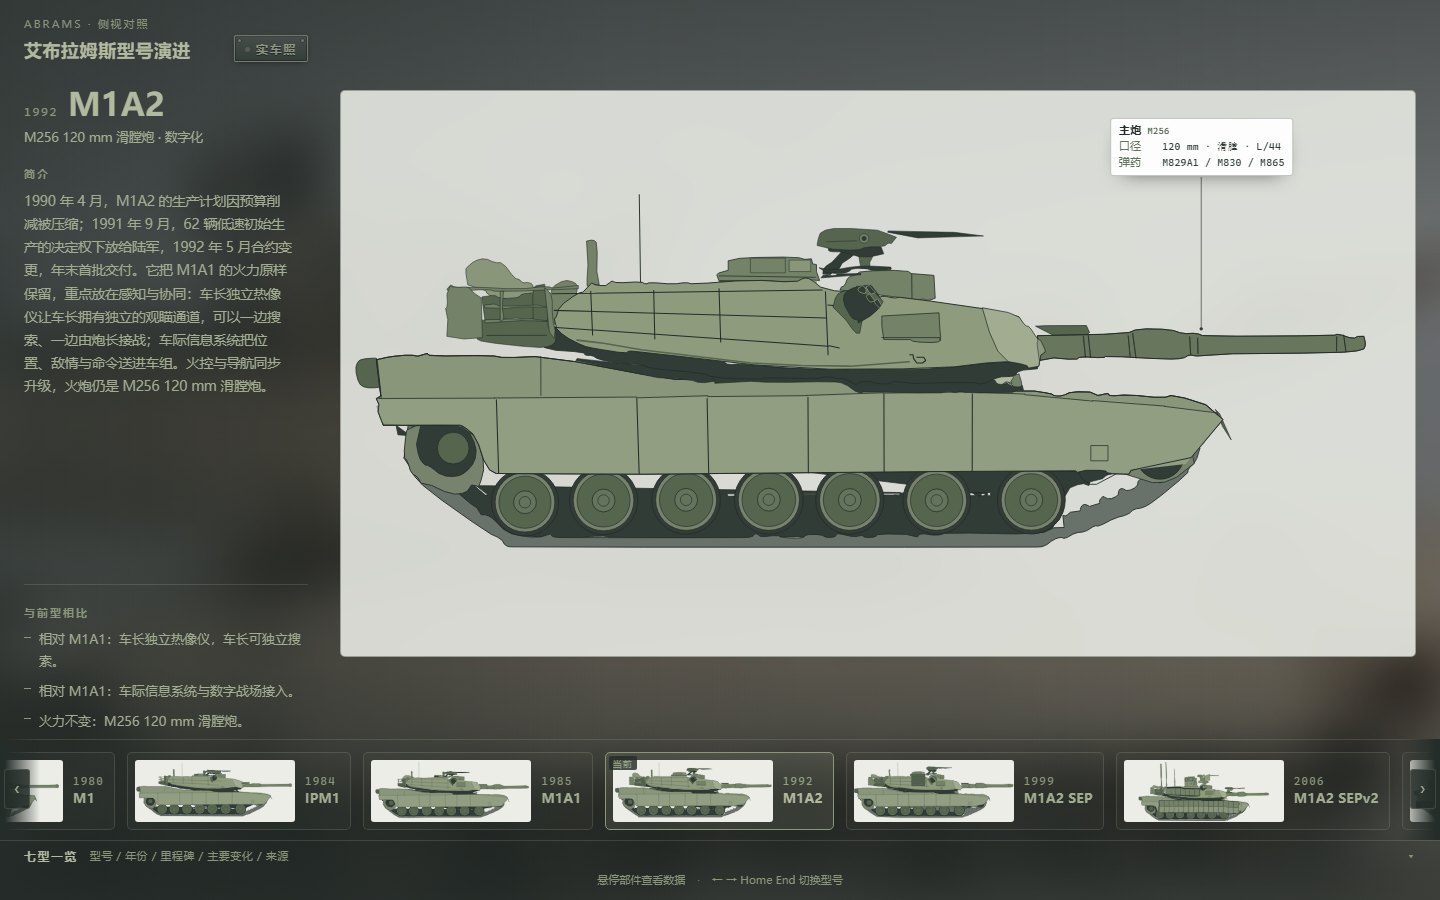 ABRAMS · 侧视对照
艾布拉姆斯型号演进
实车照
1992 M1A2
M256 120 mm 滑膛炮 · 数字化
简介
1990 年 4 月，M1A2 的生产计划因预算削
减被压缩；1991 年 9 月，62 辆低速初始生
产的决定权下放给陆军，1992 年 5 月合约变
更，年末首批交付。它把 M1A1 的火力原样
保留，重点放在感知与协同：车长独立热像
仪让车长拥有独立的观瞄通道，可以一边搜
索、一边由炮长接战；车际信息系统把位
置、敌情与命令送进车组。火控与导航同步
升级，火炮仍是 M256 120 mm 滑膛炮。
与前型相比
– 相对 M1A1：车长独立热像仪，车长可独立搜
索。
– 相对 M1A1：车际信息系统与数字战场接入。
– 火力不变：M256 120 mm 滑膛炮。
主炮 M256
口径 120 mm · 滑膛 · L/44
弹药 M829A1 / M830 / M865
‹
1980
M1
1984
IPM1
1985
M1A1
当前
1992
M1A2
1999
M1A2 SEP
2006
M1A2 SEPv2
›
七型一览 型号 / 年份 / 里程碑 / 主要变化 / 来源
悬停部件查看数据 · ←→ Home End 切换型号